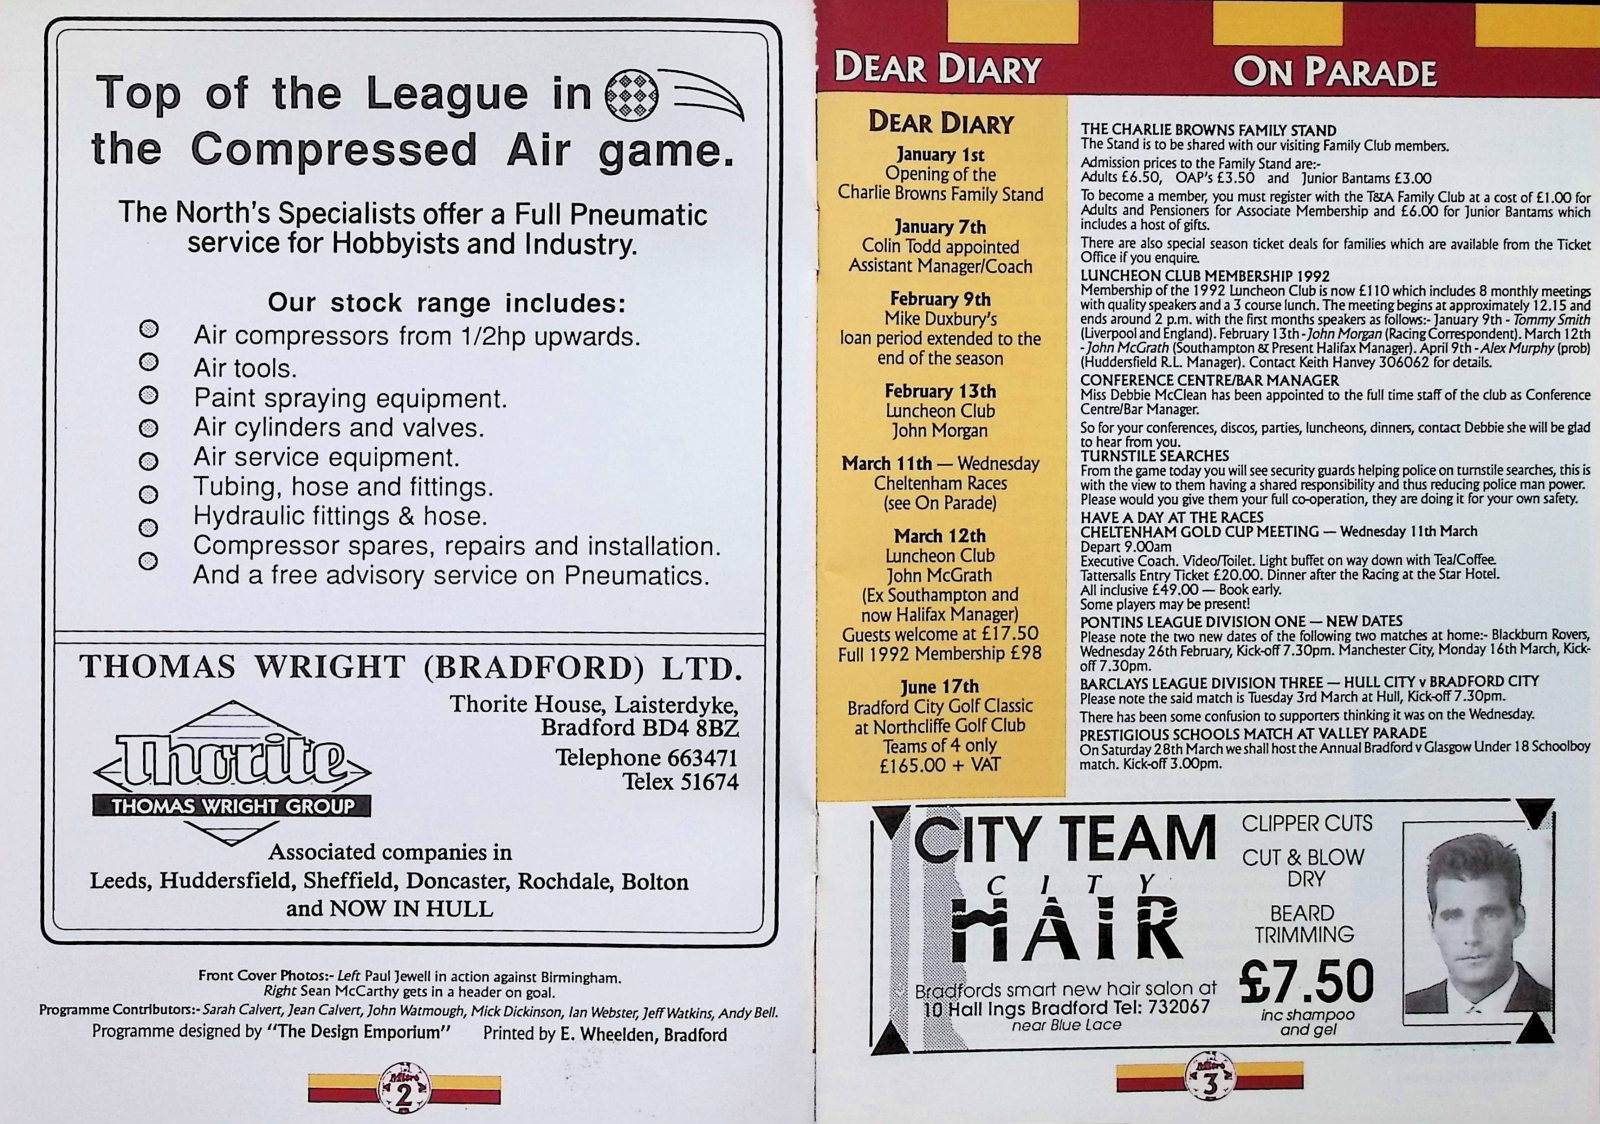 Top of the League in
the Compressed Air game.
The North's Specialists offer a Full Pneumatic
service for Hobbyists and Industry.
Our stock range includes:
Air compressors from 1/2hp upwards.
Air tools.
Paint spraying equipment.
Air cylinders and valves.
Air service equipment.
Tubing, hose and fittings.
Hydraulic fittings & hose.
Compressor spares, repairs and installation.
And a free advisory service on Pneumatics.
THOMAS WRIGHT (BRADFORD) LTD.
Thorite House, Laisterdyke,
Bradford BD4 8BZ
Telephone 663471
Telex 51674
Thorite
THOMAS WRIGHT GROUP
Associated companies in
Leeds, Huddersfield, Sheffield, Doncaster, Rochdale, Bolton
and NOW IN HULL
Front Cover Photos:- Left Paul Jewell in action against Birmingham.
Right Sean McCarthy gets in a header on goal.
Programme Contributors:- Sarah Calvert, Jean Calvert, John Watmough, Mick Dickinson, Ian Webster, Jeff Watkins, Andy Bell.
Programme designed by "The Design Emporium" Printed by E. Wheelden, Bradford
2
DEAR DIARY
DEAR DIARY
January 1st
Opening of the
Charlie Browns Family Stand
January 7th
Colin Todd appointed
Assistant Manager/Coach
February 9th
Mike Duxbury's
loan period extended to the
end of the season
February 13th
Luncheon Club
John Morgan
March 11th — Wednesday
Cheltenham Races
(see On Parade)
March 12th
Luncheon Club
John McGrath
(Ex Southampton and
now Halifax Manager)
Guests welcome at £17.50
Full 1992 Membership £98
June 17th
Bradford City Golf Classic
at Northcliffe Golf Club
Teams of 4 only
£165.00 + VAT
ON PARADE
THE CHARLIE BROWNS FAMILY STAND
The Stand is to be shared with our visiting Family Club members.
Admission prices to the Family Stand are:-
Adults £6.50, OAP's £3.50 and Junior Bantams £3.00
To become a member, you must register with the T&A Family Club at a cost of £1.00 for
Adults and Pensioners for Associate Membership and £6.00 for Junior Bantams which
includes a host of gifts.
There are also special season ticket deals for families which are available from the Ticket
Office if you enquire.
LUNCHEON CLUB MEMBERSHIP 1992
Membership of the 1992 Luncheon Club is now £110 which includes 8 monthly meetings
with quality speakers and a 3 course lunch. The meeting begins at approximately 12.15 and
ends around 2 p.m. with the first months speakers as follows:- January 9th - Tommy Smith
(Liverpool and England). February 13th - John Morgan (Racing Correspondent). March 12th
- John McGrath (Southampton & Present Halifax Manager). April 9th - Alex Murphy (prob)
(Huddersfield R.L. Manager). Contact Keith Hanvey 306062 for details.
CONFERENCE CENTRE/BAR MANAGER
Miss Debbie McClean has been appointed to the full time staff of the club as Conference
Centre/Bar Manager.
So for your conferences, discos, parties, luncheons, dinners, contact Debbie she will be glad
to hear from you.
TURNSTILE SEARCHES
From the game today you will see security guards helping police on turnstile searches, this is
with the view to them having a shared responsibility and thus reducing police man power.
Please would you give them your full co-operation, they are doing it for your own safety.
HAVE A DAY AT THE RACES
CHELTENHAM GOLD CUP MEETING — Wednesday 11th March
Depart 9.00am
Executive Coach. Video/Toilet. Light buffet on way down with Tea/Coffee.
Tattersalls Entry Ticket £20.00. Dinner after the Racing at the Star Hotel.
All inclusive £49.00 — Book early.
Some players may be present!
PONTINS LEAGUE DIVISION ONE — NEW DATES
Please note the two new dates of the following two matches at home:- Blackburn Rovers,
Wednesday 26th February, Kick-off 7.30pm. Manchester City, Monday 16th March, Kick-
off 7.30pm.
BARCLAYS LEAGUE DIVISION THREE — HULL CITY v BRADFORD CITY
Please note the said match is Tuesday 3rd March at Hull, Kick-off 7.30pm.
There has been some confusion to supporters thinking it was on the Wednesday.
PRESTIGIOUS SCHOOLS MATCH AT VALLEY PARADE
On Saturday 28th March we shall host the Annual Bradford v Glasgow Under 18 Schoolboy
match. Kick-off 3.00pm.
CITY TEAM
CITY
HAIR
Bradfords smart new hair salon at
10 Hall Ings Bradford Tel: 732067
near Blue Lace
CLIPPER CUTS
CUT & BLOW
DRY
BEARD
TRIMMING
£7.50
inc shampoo
and gel
3